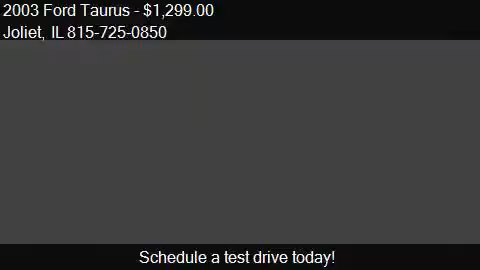 2003 Ford Taurus - $1,299.00
Joliet, IL 815-725-0850
Schedule a test drive today!